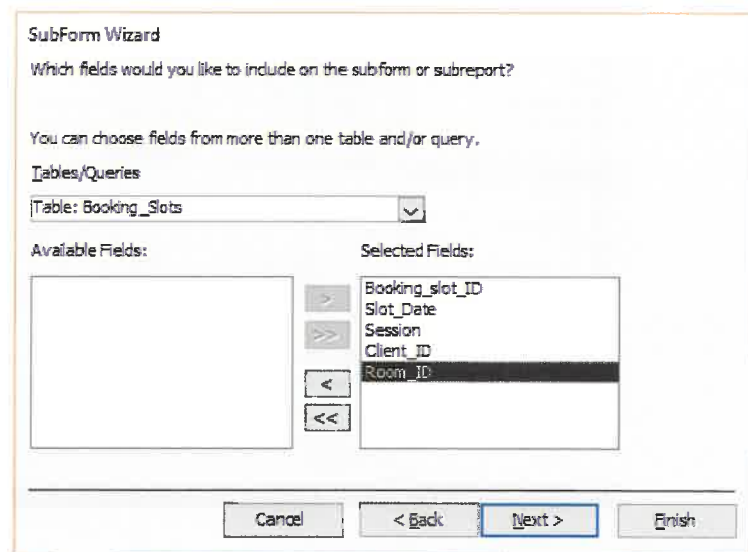 SubForm Wizard
Which fields would you like to include on the subform or subreport?
You can choose fields from more than one table and/or query.
Tables/Queries
Table: Booking_Slots
Available Fields:
Selected Fields:
Booking_slot_ID
Slot_Date
Session
Client_ID
Room_ID
>
>>
<
<<
Cancel
< Back
Next >
Finish